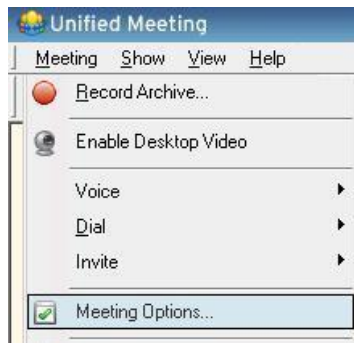 Unified Meeting
Meeting Show View Help
Record Archive...
Enable Desktop Video
Voice
Dial
Invite
Meeting Options...